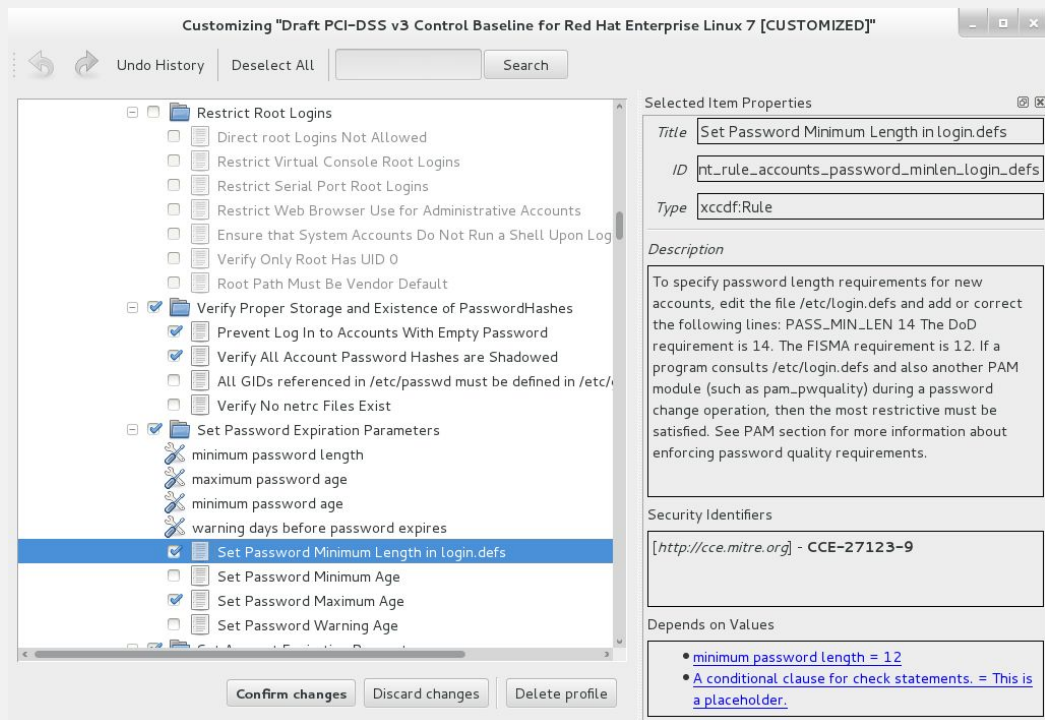 Customizing "Draft PCI-DSS v3 Control Baseline for Red Hat Enterprise Linux 7 [CUSTOMIZED]"
Undo History
Deselect All
Search
Restrict Root Logins
Direct root Logins Not Allowed
Restrict Virtual Console Root Logins
Restrict Serial Port Root Logins
Restrict Web Browser Use for Administrative Accounts
Ensure that System Accounts Do Not Run a Shell Upon Log
Verify Only Root Has UID 0
Root Path Must Be Vendor Default
Verify Proper Storage and Existence of PasswordHashes
Prevent Log In to Accounts With Empty Password
Verify All Account Password Hashes are Shadowed
All GIDs referenced in /etc/passwd must be defined in /etc/
Verify No netrc Files Exist
Set Password Expiration Parameters
minimum password length
maximum password age
minimum password age
warning days before password expires
Set Password Minimum Length in login.defs
Set Password Minimum Age
Set Password Maximum Age
Set Password Warning Age
Confirm changes
Discard changes
Delete profile
Selected Item Properties
Title Set Password Minimum Length in login.defs
ID nt_rule_accounts_password_minlen_login_defs
Type xccdf:Rule
Description
To specify password length requirements for new
accounts, edit the file /etc/login.defs and add or correct
the following lines: PASS_MIN_LEN 14 The DoD
requirement is 14. The FISMA requirement is 12. If a
program consults /etc/login.defs and also another PAM
module (such as pam_pwquality) during a password
change operation, then the most restrictive must be
satisfied. See PAM section for more information about
enforcing password quality requirements.
Security Identifiers
[http://cce.mitre.org] - CCE-27123-9
Depends on Values
minimum password length = 12
A conditional clause for check statements. = This is
a placeholder.